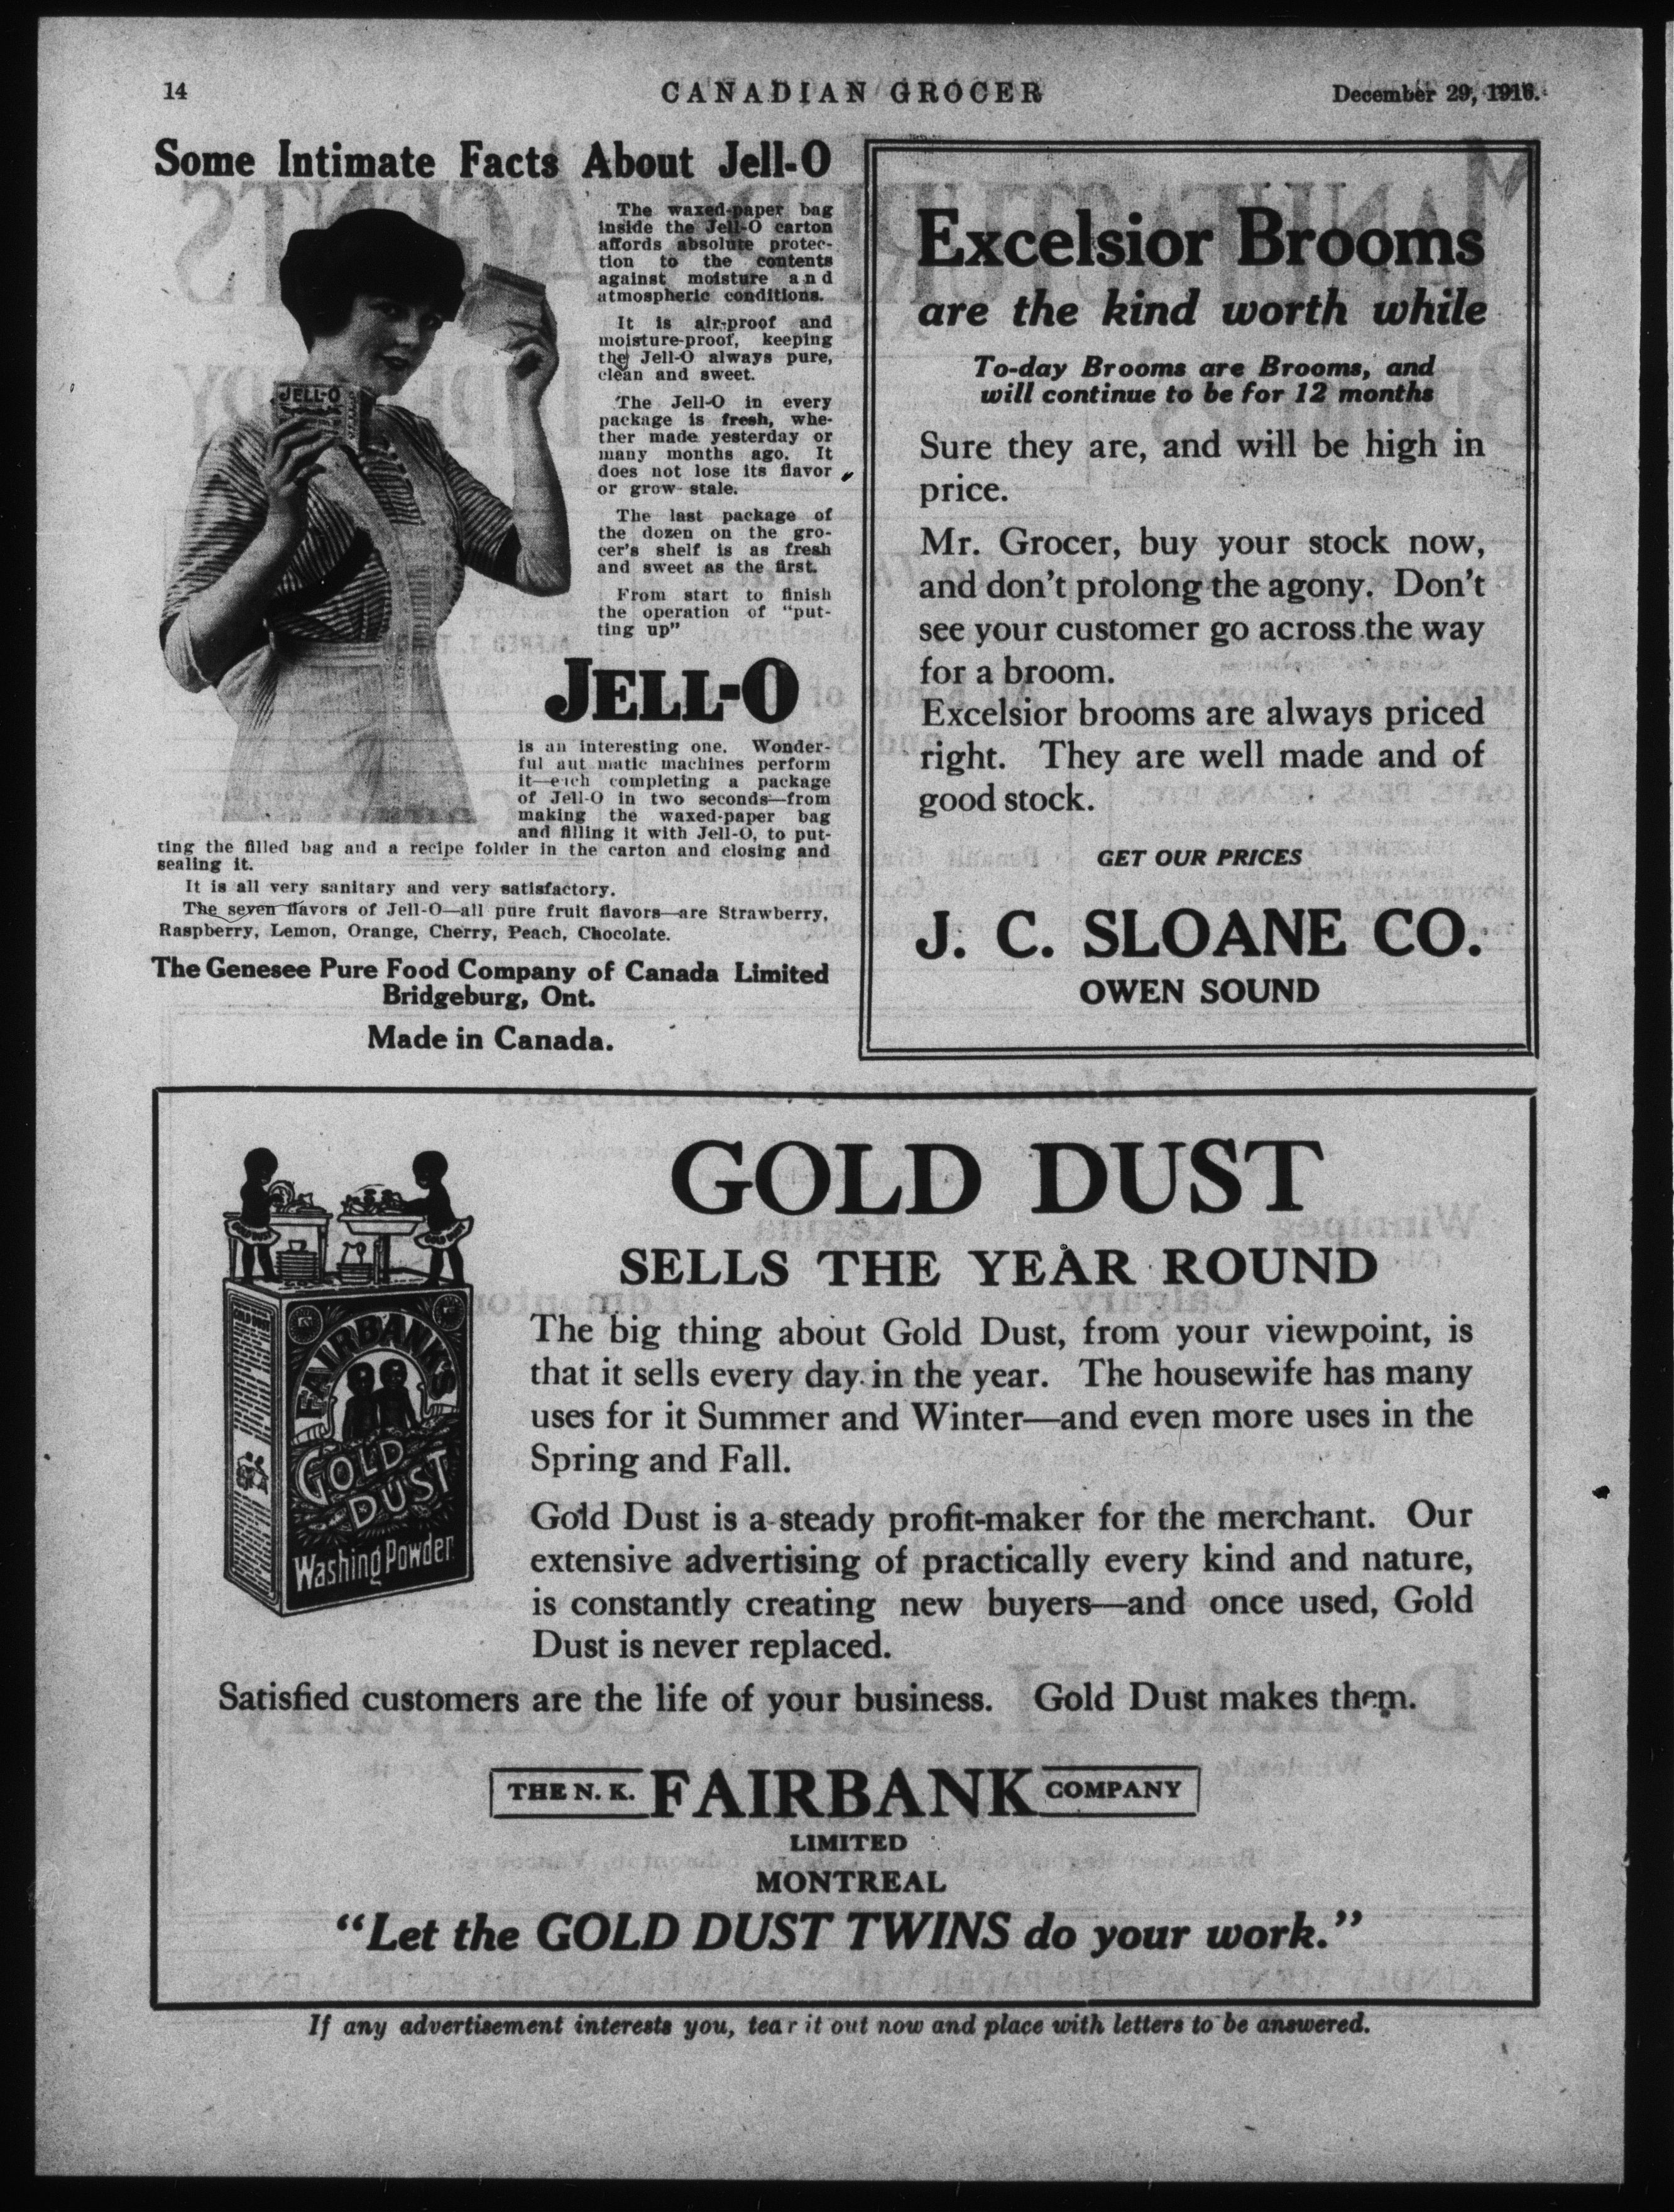 14
CANADIAN GROCER
December 29, 1916.
Some Intimate Facts About Jell-O
The waxed-paper bag
inside the Jell-O carton
affords absolute protec-
tion to the contents
against moisture and
atmospheric conditions.
It is air-proof and
moisture-proof, keeping
the Jell-O always pure,
clean and sweet.
The Jell-O in every
package is fresh, whe-
ther made yesterday or
many months ago. It
does not lose its flavor
or grow stale.
The last package of
the dozen on the gro-
cer's shelf is as fresh
and sweet as the first.
From start to finish
the operation of "put-
ting up"
JELL-O
JELL-O
is an interesting one. Wonder-
ful aut matic machines perform
it—each completing a package
of Jell-O in two seconds—from
making the waxed-paper bag
and filling it with Jell-O, to put-
ting the filled bag and a recipe folder in the carton and closing and
sealing it.
It is all very sanitary and very satisfactory.
The seven flavors of Jell-O—all pure fruit flavors—are Strawberry,
Raspberry, Lemon, Orange, Cherry, Peach, Chocolate.
The Genesee Pure Food Company of Canada Limited
Bridgeburg, Ont.
Made in Canada.
Excelsior Brooms
are the kind worth while
To-day Brooms are Brooms, and
will continue to be for 12 months
Sure they are, and will be high in
price.
Mr. Grocer, buy your stock now,
and don't prolong the agony. Don't
see your customer go across the way
for a broom.
Excelsior brooms are always priced
right. They are well made and of
good stock.
GET OUR PRICES
J. C. SLOANE CO.
OWEN SOUND
GOLD DUST
SELLS THE YEAR ROUND
GOLD DUST
GOLD DUST
GOLD DUST
FAIRBANK'S
GOLD
DUST
Washing Powder
The big thing about Gold Dust, from your viewpoint, is
that it sells every day in the year. The housewife has many
uses for it Summer and Winter—and even more uses in the
Spring and Fall.
Gold Dust is a steady profit-maker for the merchant. Our
extensive advertising of practically every kind and nature,
is constantly creating new buyers—and once used, Gold
Dust is never replaced.
Satisfied customers are the life of your business. Gold Dust makes them.
THE N. K. FAIRBANK COMPANY
LIMITED
MONTREAL
"Let the GOLD DUST TWINS do your work."
If any advertisement interests you, tear it out now and place with letters to be answered.